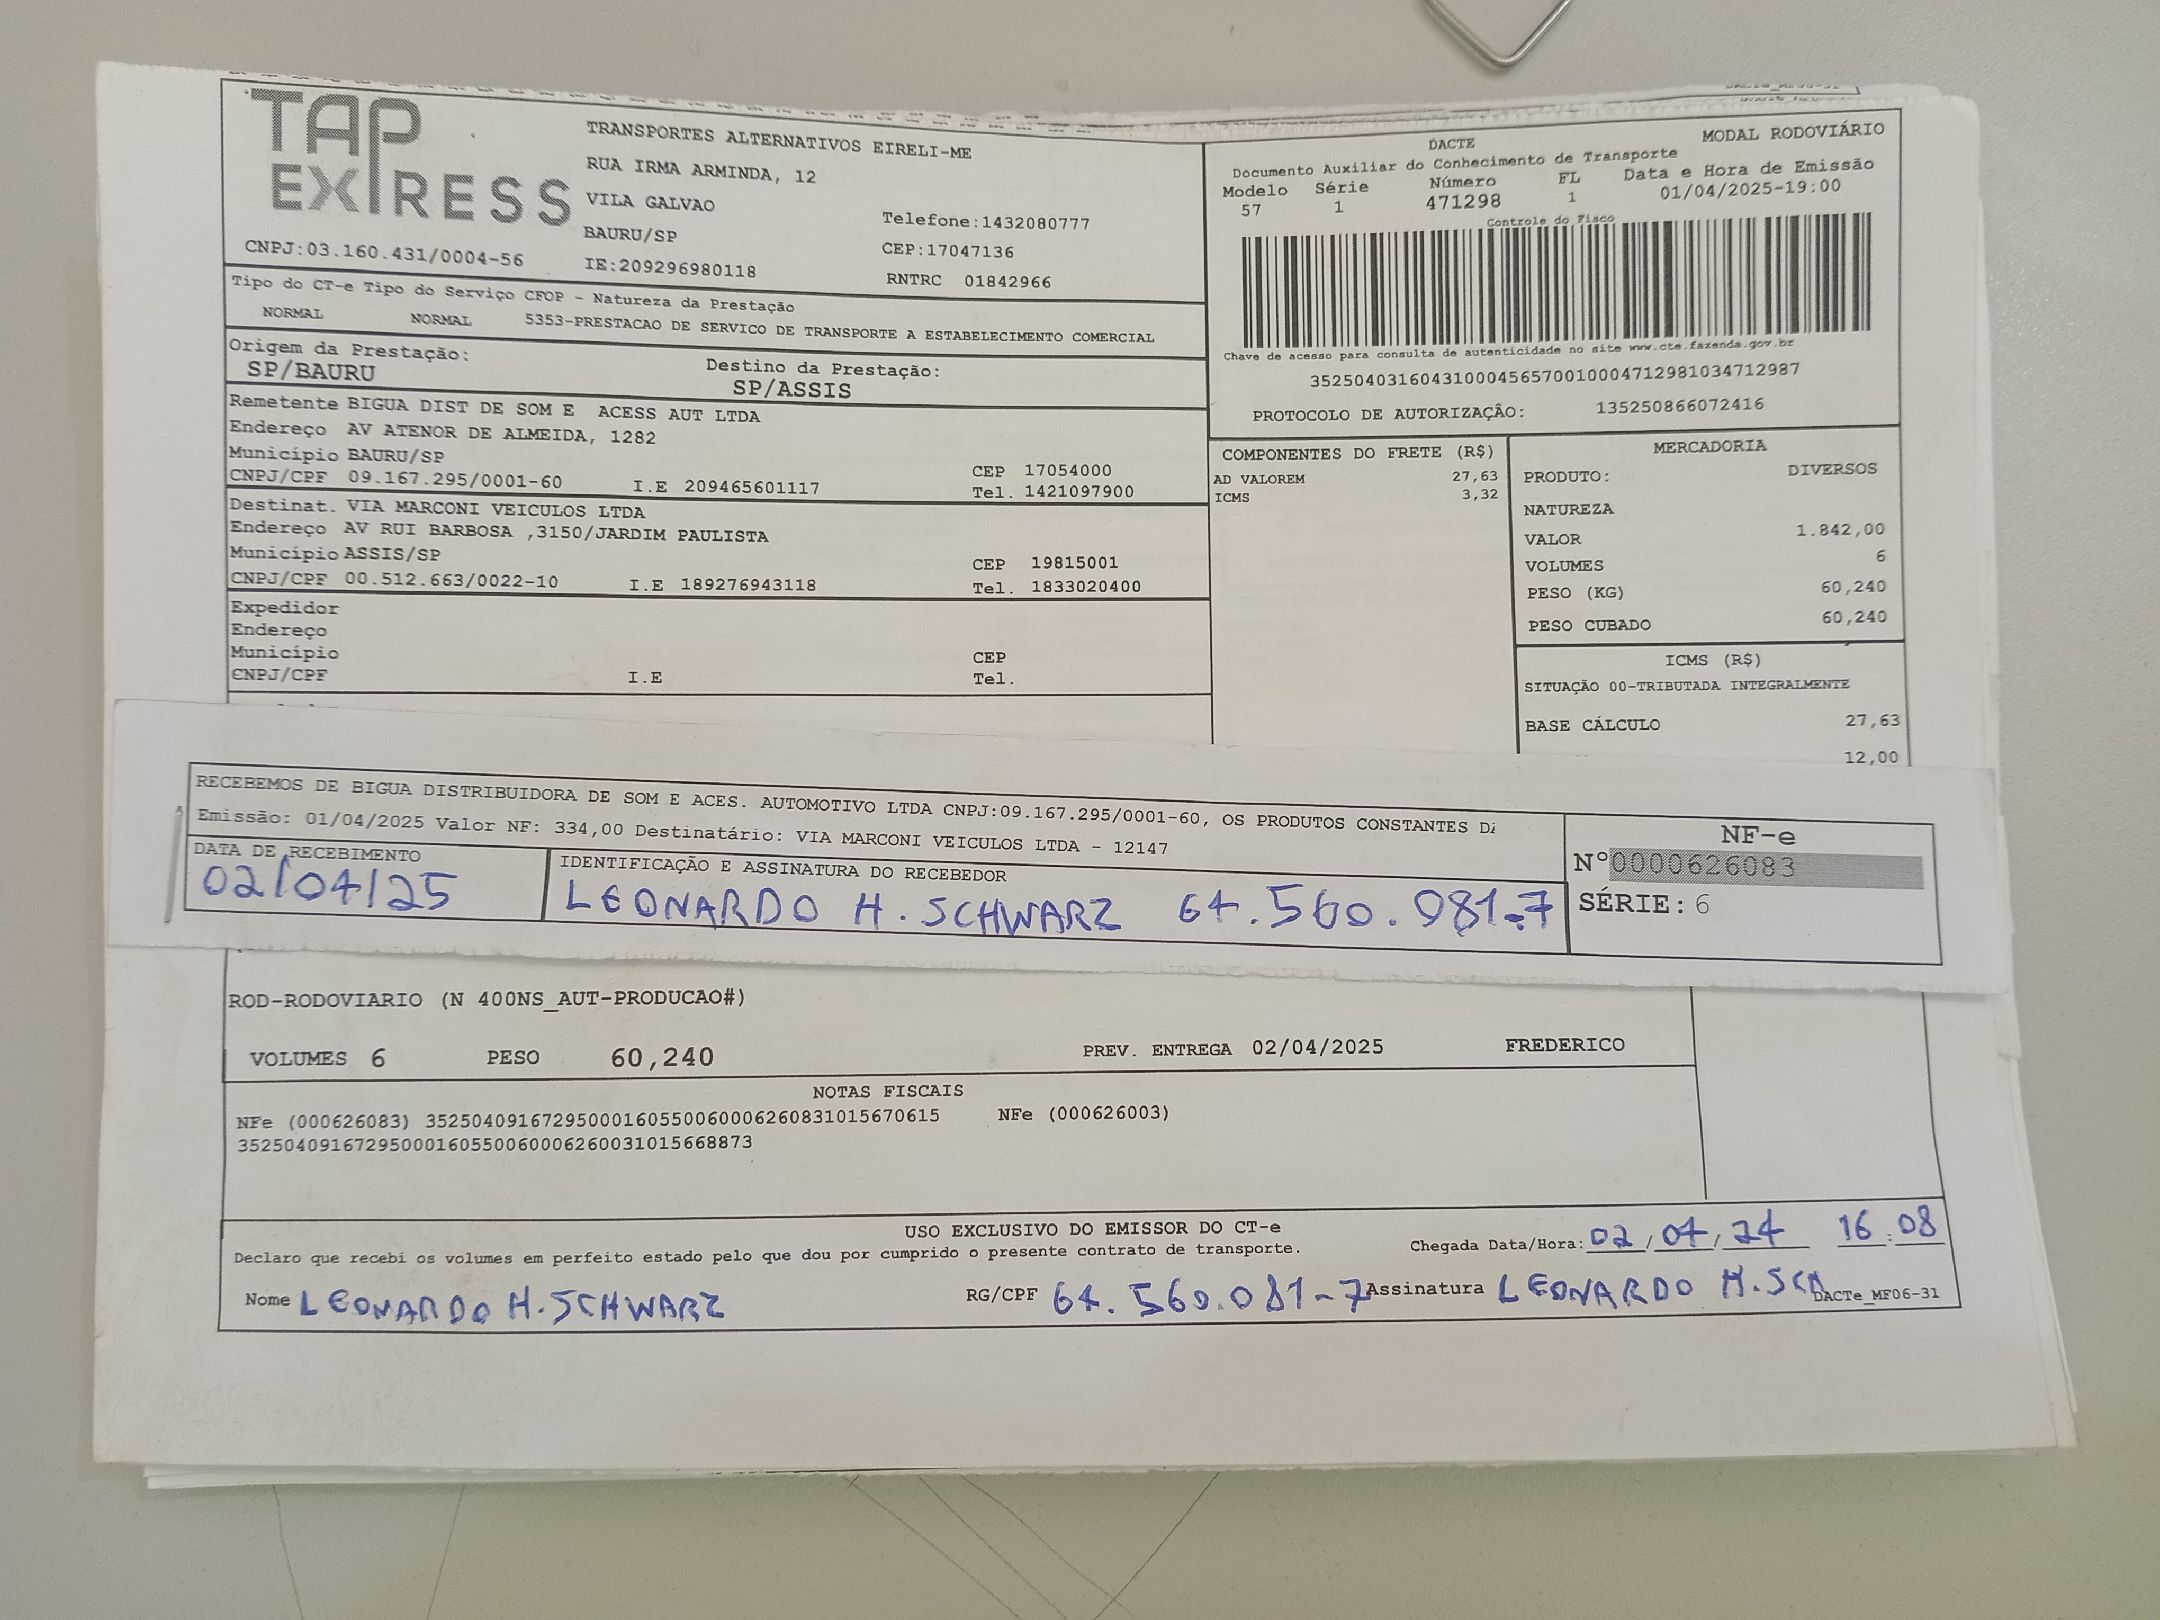 TAP EXPRESS
TRANSPORTES ALTERNATIVOS EIRELI-ME
RUA IRMA ARMINDA, 12
VILA GALVAO
BAURU/SP
Telefone:1432080777
CEP:17047136
CNPJ:03.160.431/0004-56
IE:209296980118
RNTRC 01842966
DACTE
MODAL RODOVIÁRIO
Documento Auxiliar do Conhecimento de Transporte
Modelo Série Número FL Data e Hora de Emissão
57 1 471298 1 01/04/2025-19:00
Controle do Fisco
Chave de acesso para consulta de autenticidade no site www.cte.fazenda.gov.br
35250403160431000456570010004712981034712987
PROTOCOLO DE AUTORIZAÇÃO: 135250866072416
Tipo do CT-e Tipo do Serviço CFOP - Natureza da Prestação
NORMAL NORMAL 5353-PRESTACAO DE SERVICO DE TRANSPORTE A ESTABELECIMENTO COMERCIAL
Origem da Prestação: Destino da Prestação:
SP/BAURU SP/ASSIS
Remetente BIGUA DIST DE SOM E ACESS AUT LTDA
Endereço AV ATENOR DE ALMEIDA, 1282
Município BAURU/SP CEP 17054000
CNPJ/CPF 09.167.295/0001-60 I.E 209465601117 Tel. 1421097900
Destinat. VIA MARCONI VEICULOS LTDA
Endereço AV RUI BARBOSA ,3150/JARDIM PAULISTA
Município ASSIS/SP CEP 19815001
CNPJ/CPF 00.512.663/0022-10 I.E 189276943118 Tel. 1833020400
Expedidor
Endereço
Município CEP
CNPJ/CPF I.E Tel.
COMPONENTES DO FRETE (R$)
AD VALOREM 27,63
ICMS 3,32
MERCADORIA
PRODUTO: DIVERSOS
NATUREZA
VALOR 1.842,00
VOLUMES 6
PESO (KG) 60,240
PESO CUBADO 60,240
ICMS (R$)
SITUAÇÃO 00-TRIBUTADA INTEGRALMENTE
BASE CÁLCULO 27,63
12,00
RECEBEMOS DE BIGUA DISTRIBUIDORA DE SOM E ACES. AUTOMOTIVO LTDA CNPJ:09.167.295/0001-60, OS PRODUTOS CONSTANTES
Emissão: 01/04/2025 Valor NF: 334,00 Destinatário: VIA MARCONI VEICULOS LTDA - 12147
DATA DE RECEBIMENTO IDENTIFICAÇÃO E ASSINATURA DO RECEBEDOR
02/04/25 LEONARDO H. SCHWARZ 64.560.081-7
NF-e
N°0000626083
SÉRIE: 6
ROD-RODOVIARIO (N 400NS_AUT-PRODUCAO#)
VOLUMES 6 PESO 60,240 PREV. ENTREGA 02/04/2025 FREDERICO
NOTAS FISCAIS
NFe (000626083) 35250409167295000160550060006260831015670615 NFe (000626003)
35250409167295000160550060006260031015668873
USO EXCLUSIVO DO EMISSOR DO CT-e
Declaro que recebi os volumes em perfeito estado pelo que dou por cumprido o presente contrato de transporte. Chegada Data/Hora: 02/04/24 16:08
Nome LEONARDO H. SCHWARZ RG/CPF 64.560.081-7 Assinatura LEONARDO H. SCH
DACTe_MF06-31